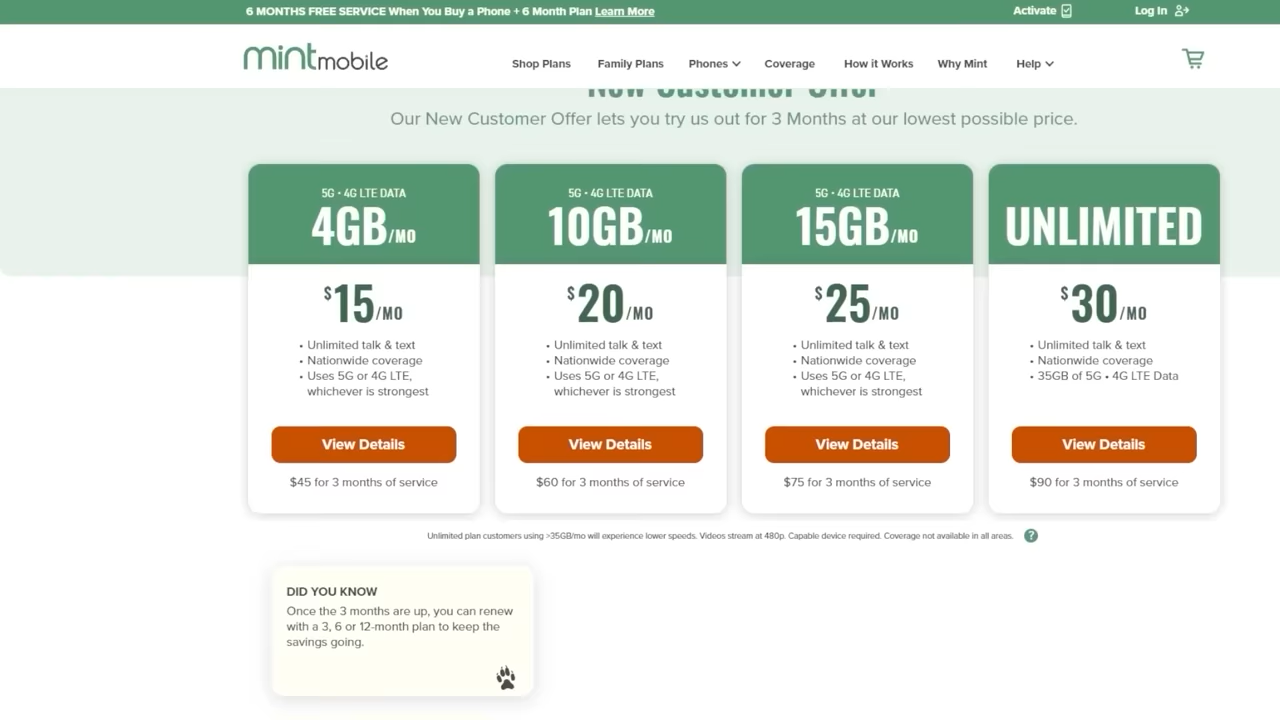 6 MONTHS FREE SERVICE When You Buy a Phone + 6 Month Plan Learn More
Activate
Log In
mintmobile
Shop Plans
Family Plans
Phones
Coverage
How it Works
Why Mint
Help
New Customer Offer
Our New Customer Offer lets you try us out for 3 Months at our lowest possible price.
5G • 4G LTE DATA
4GB/MO
$15/MO
• Unlimited talk & text
• Nationwide coverage
• Uses 5G or 4G LTE,
whichever is strongest
View Details
$45 for 3 months of service
5G • 4G LTE DATA
10GB/MO
$20/MO
• Unlimited talk & text
• Nationwide coverage
• Uses 5G or 4G LTE,
whichever is strongest
View Details
$60 for 3 months of service
5G • 4G LTE DATA
15GB/MO
$25/MO
• Unlimited talk & text
• Nationwide coverage
• Uses 5G or 4G LTE,
whichever is strongest
View Details
$75 for 3 months of service
UNLIMITED
$30/MO
• Unlimited talk & text
• Nationwide coverage
• 35GB of 5G • 4G LTE Data
View Details
$90 for 3 months of service
Unlimited plan customers using >35GB/mo will experience lower speeds. Videos stream at 480p. Capable device required. Coverage not available in all areas. ?
DID YOU KNOW
Once the 3 months are up, you can renew
with a 3, 6 or 12-month plan to keep the
savings going.